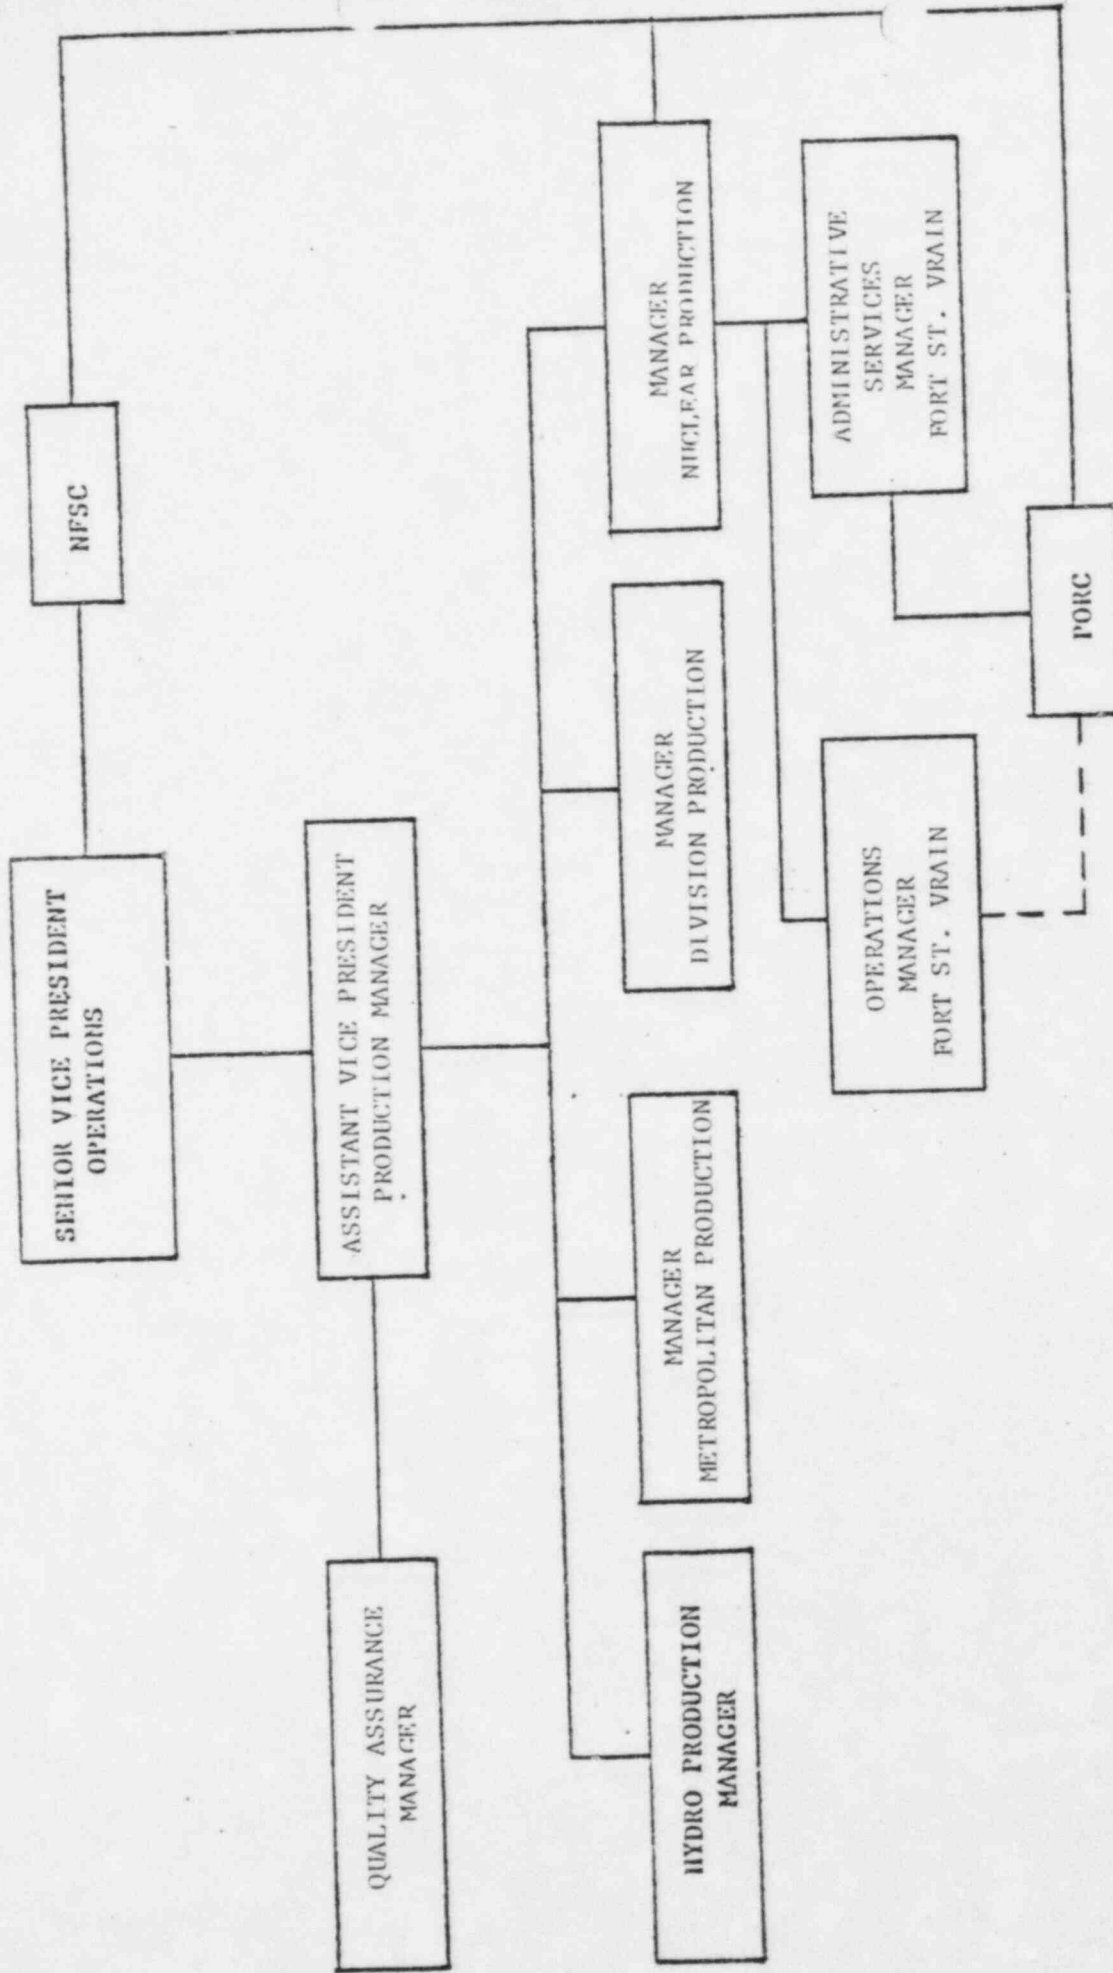 SENIOR VICE PRESIDENT
OPERATIONS
NFSC
ASSISTANT VICE PRESIDENT
PRODUCTION MANAGER
QUALITY ASSURANCE
MANAGER
HYDRO PRODUCTION
MANAGER
MANAGER
METROPOLITAN PRODUCTION
MANAGER
DIVISION PRODUCTION
MANAGER
NUCLEAR PRODUCTION
OPERATIONS
MANAGER
FORT ST. VRAIN
ADMINISTRATIVE
SERVICES
MANAGER
FORT ST. VRAIN
PORC